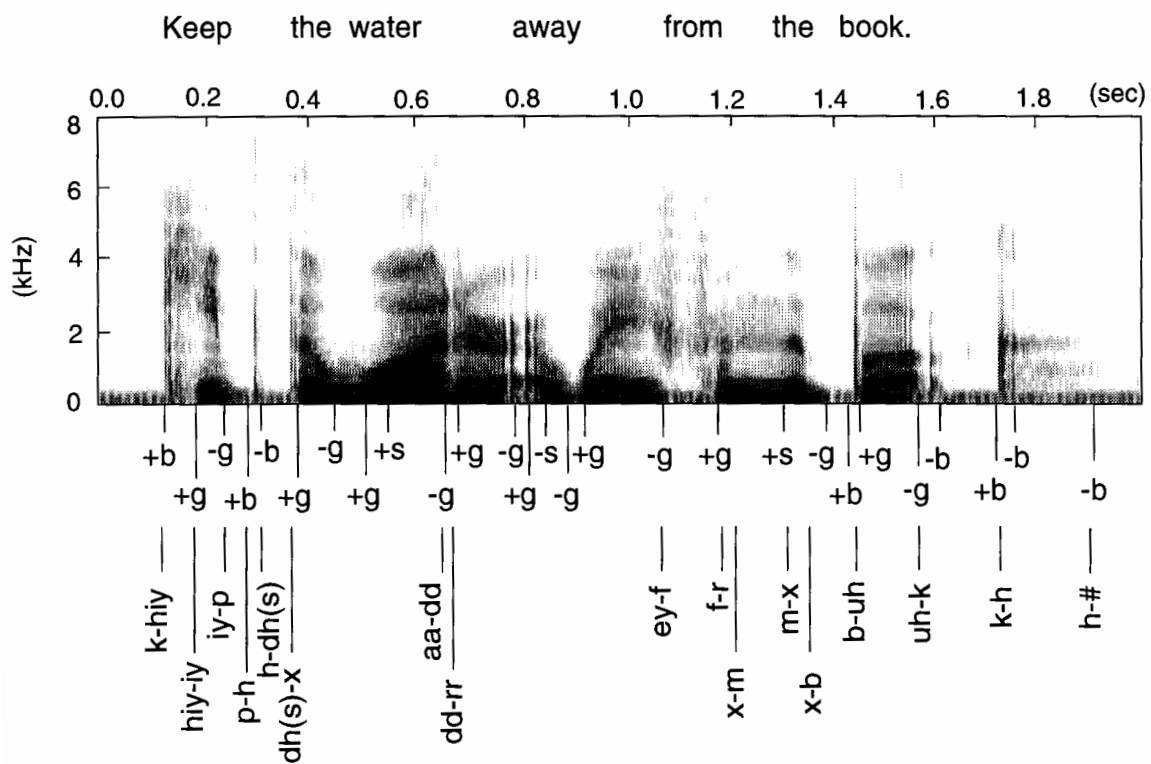 Keep the water away from the book.
0.0 0.2 0.4 0.6 0.8 1.0 1.2 1.4 1.6 1.8 (sec)
8
6
4
2
0
(kHz)
+b -g -b -g +s +g -g -s +g -g +g +s -g +g -b -b
+g +b +g +g -g +g -g +b -g +b -b
k-hiy
hiy-iy
iy-p
p-h
h-dh(s)
dh(s)-x
aa-dd
dd-rr
ey-f
f-r
x-m
m-x
x-b
b-uh
uh-k
k-h
h-#